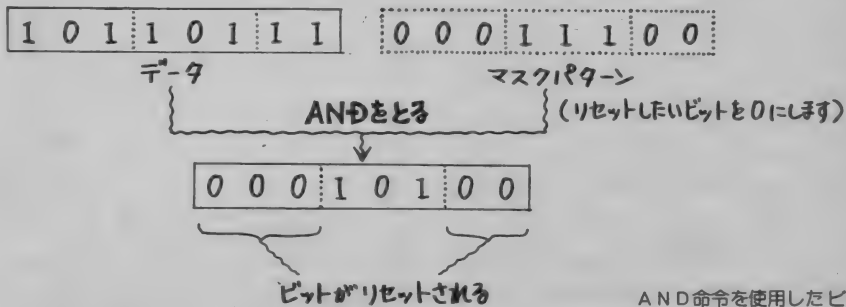 1 0 1 1 0 1 1 1 0 0 0 1 1 1 0 0
データ マスクパターン
ANDをとる (リセットしたいビットを0にします)
0 0 0 1 0 1 0 0
ビットがリセットされる
AND命令を使用したビ